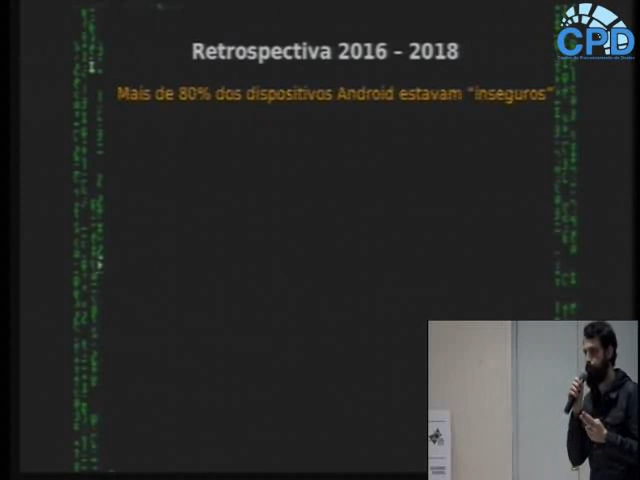 Retrospectiva 2016 – 2018
Mais de 80% dos dispositivos Android estavam "inseguros"
CPD